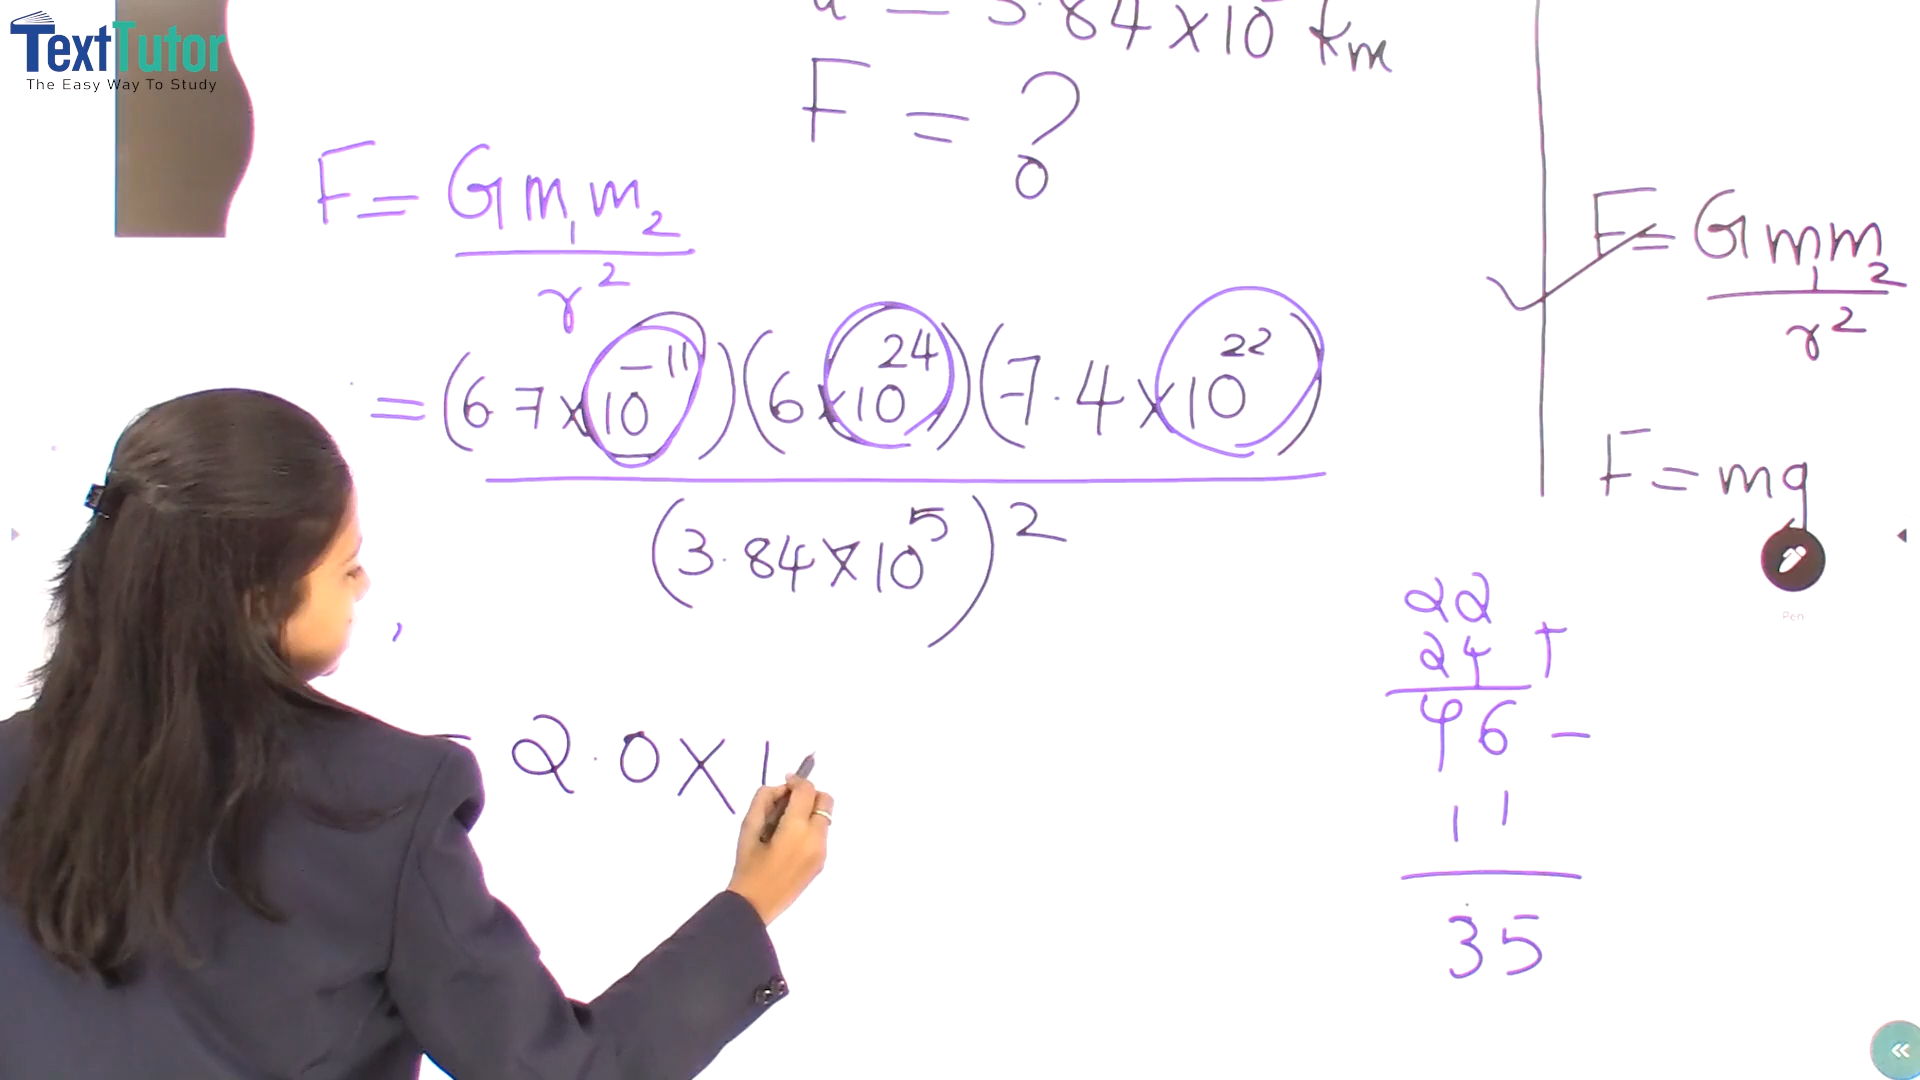 TextTutor
The Easy Way To Study
= 3.84×10 km
F = ?
F = Gm₁m₂
r²
= (6 7×10⁻¹¹)(6×10²⁴)(7.4×10²²)
(3.84×10⁵)²
= 2.0×1
F = Gm₁m₂
r²
F = mg
Pen
22
24 +
46 –
11
35